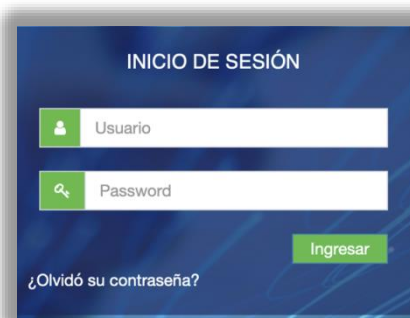 INICIO DE SESIÓN
Usuario
Password
Ingresar
¿Olvidó su contraseña?